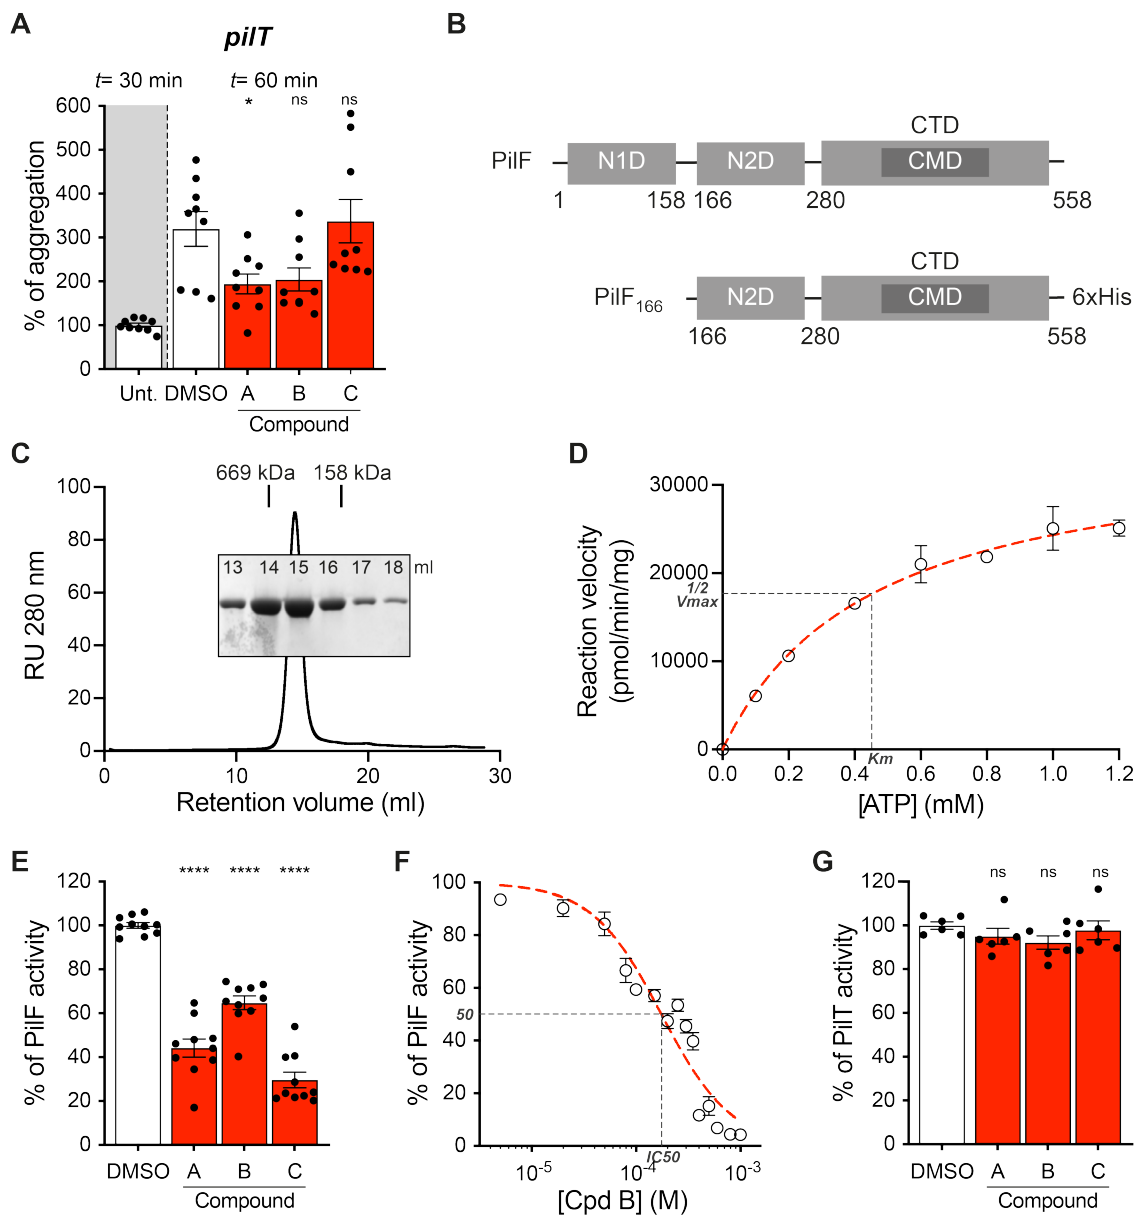 A
pilT
t= 30 min
t= 60 min
* ns ns
600
500
400
300
200
100
0
% of aggregation
Unt. DMSO A B C
Compound
B
CTD
PilF N1D N2D CMD
1 158 166 280 558
CTD
PilF166 N2D CMD 6xHis
166 280 558
C
669 kDa 158 kDa
100
80
60
40
20
0
RU 280 nm
13 14 15 16 17 18 ml
0 10 20 30
Retention volume (ml)
D
30000
20000
10000
0
Reaction velocity
(pmol/min/mg)
1/2
Vmax
Km
0.0 0.2 0.4 0.6 0.8 1.0 1.2
[ATP] (mM)
E
**** **** ****
120
100
80
60
40
20
0
% of PilF activity
DMSO A B C
Compound
F
100
80
60
40
20
0
% of PilF activity
50
IC50
10-5 10-4 10-3
[Cpd B] (M)
G
ns ns ns
120
100
80
60
40
20
0
% of PilT activity
DMSO A B C
Compound